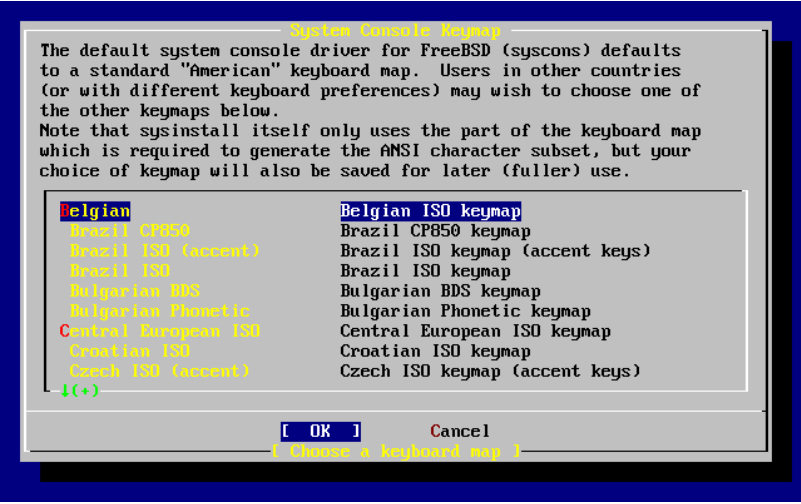 System Console Keymap
The default system console driver for FreeBSD (syscons) defaults
to a standard "American" keyboard map.  Users in other countries
(or with different keyboard preferences) may wish to choose one of
the other keymaps below.
Note that sysinstall itself only uses the part of the keyboard map
which is required to generate the ANSI character subset, but your
choice of keymap will also be saved for later (fuller) use.
Belgian Belgian ISO keymap
Brazil CP850 Brazil CP850 keymap
Brazil ISO (accent) Brazil ISO keymap (accent keys)
Brazil ISO Brazil ISO keymap
Bulgarian BDS Bulgarian BDS keymap
Bulgarian Phonetic Bulgarian Phonetic keymap
Central European ISO Central European ISO keymap
Croatian ISO Croatian ISO keymap
Czech ISO (accent) Czech ISO keymap (accent keys)
↓(+)
[ OK ] Cancel
[ Choose a keyboard map ]